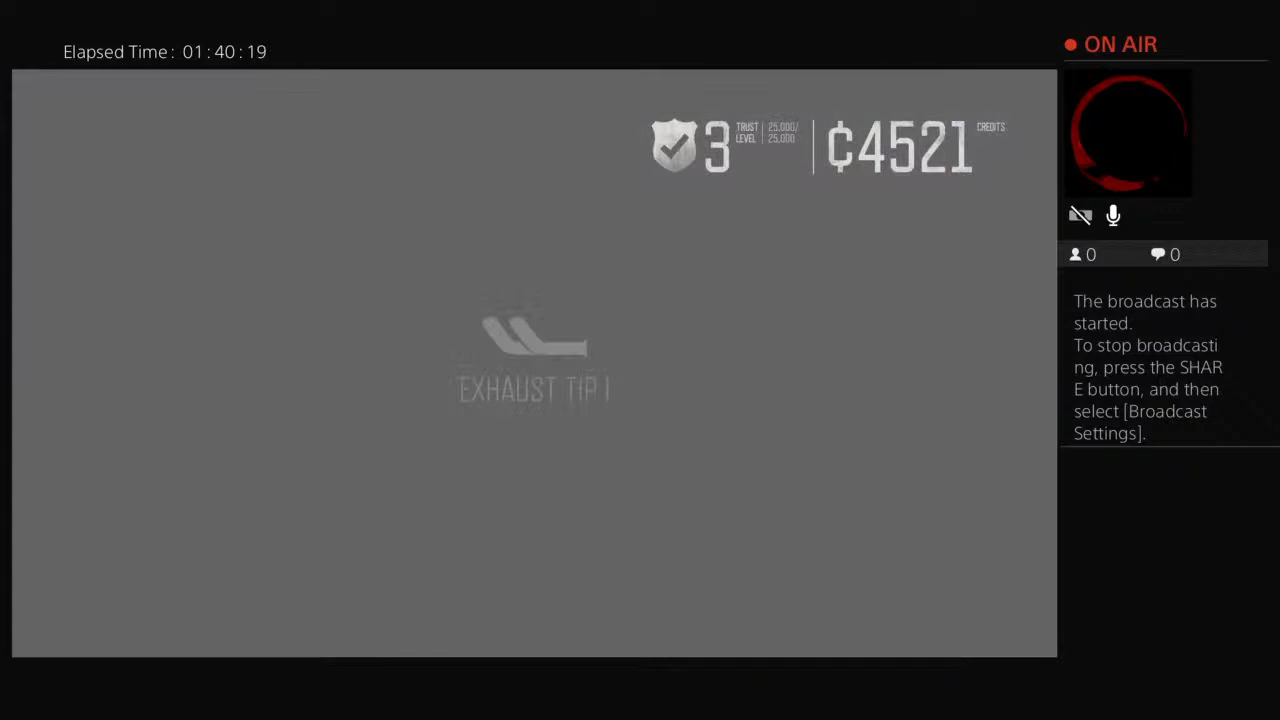 Elapsed Time: 01:40:19
ON AIR
3 TRUST LEVEL 25,000/25,000 ₵4521 CREDITS
0 0
EXHAUST TIP I
The broadcast has
started.
To stop broadcasti
ng, press the SHAR
E button, and then
select [Broadcast
Settings].